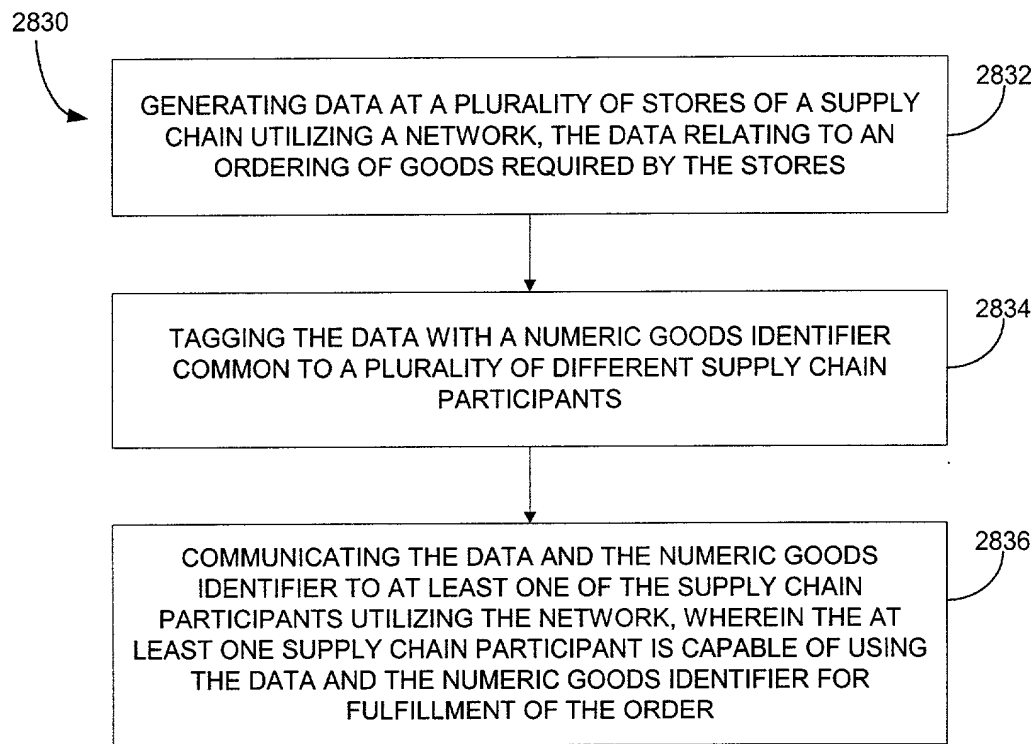 2830
2832
GENERATING DATA AT A PLURALITY OF STORES OF A SUPPLY
CHAIN UTILIZING A NETWORK, THE DATA RELATING TO AN
ORDERING OF GOODS REQUIRED BY THE STORES
2834
TAGGING THE DATA WITH A NUMERIC GOODS IDENTIFIER
COMMON TO A PLURALITY OF DIFFERENT SUPPLY CHAIN
PARTICIPANTS
2836
COMMUNICATING THE DATA AND THE NUMERIC GOODS
IDENTIFIER TO AT LEAST ONE OF THE SUPPLY CHAIN
PARTICIPANTS UTILIZING THE NETWORK, WHEREIN THE AT
LEAST ONE SUPPLY CHAIN PARTICIPANT IS CAPABLE OF USING
THE DATA AND THE NUMERIC GOODS IDENTIFIER FOR
FULFILLMENT OF THE ORDER